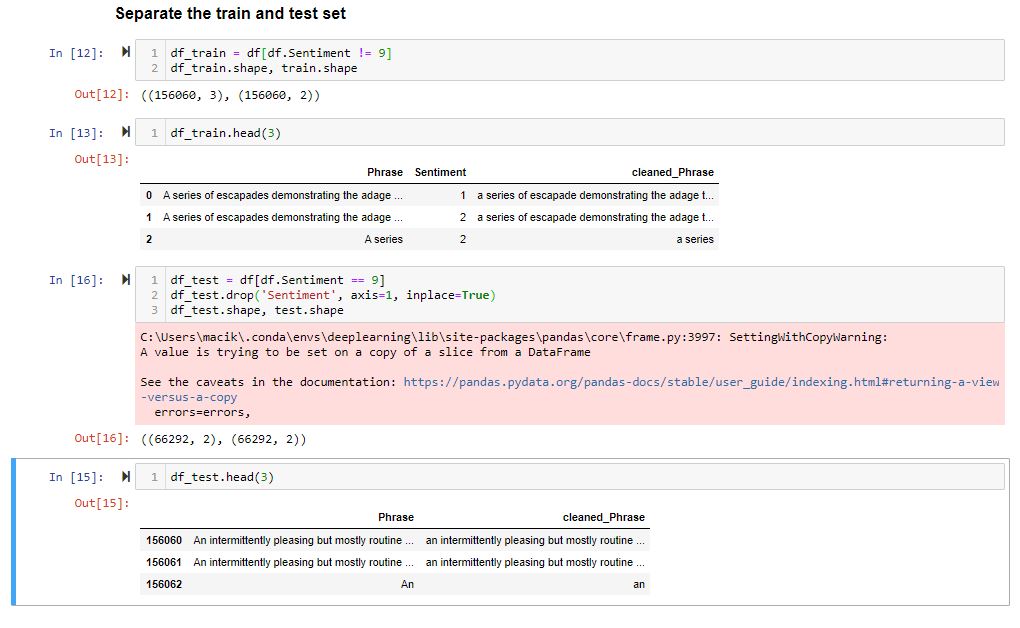 Separate the train and test set
In [12]: 1 df_train = df[df.Sentiment != 9]
2 df_train.shape, train.shape
Out[12]: ((156060, 3), (156060, 2))
In [13]: 1 df_train.head(3)
Out[13]:
Phrase Sentiment cleaned_Phrase
0 A series of escapades demonstrating the adage ... 1 a series of escapade demonstrating the adage t...
1 A series of escapades demonstrating the adage ... 2 a series of escapade demonstrating the adage t...
2 A series 2 a series
In [16]: 1 df_test = df[df.Sentiment == 9]
2 df_test.drop('Sentiment', axis=1, inplace=True)
3 df_test.shape, test.shape
C:\Users\macik\.conda\envs\deeplearning\lib\site-packages\pandas\core\frame.py:3997: SettingWithCopyWarning:
A value is trying to be set on a copy of a slice from a DataFrame
See the caveats in the documentation: https://pandas.pydata.org/pandas-docs/stable/user_guide/indexing.html#returning-a-view
-versus-a-copy
errors=errors,
Out[16]: ((66292, 2), (66292, 2))
In [15]: 1 df_test.head(3)
Out[15]:
Phrase cleaned_Phrase
156060 An intermittently pleasing but mostly routine ... an intermittently pleasing but mostly routine ...
156061 An intermittently pleasing but mostly routine ... an intermittently pleasing but mostly routine ...
156062 An an